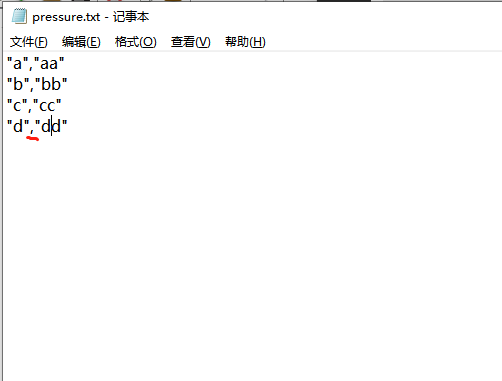 pressure.txt - 记事本
文件(F) 编辑(E) 格式(O) 查看(V) 帮助(H)
"a","aa"
"b","bb"
"c","cc"
"d","dd"